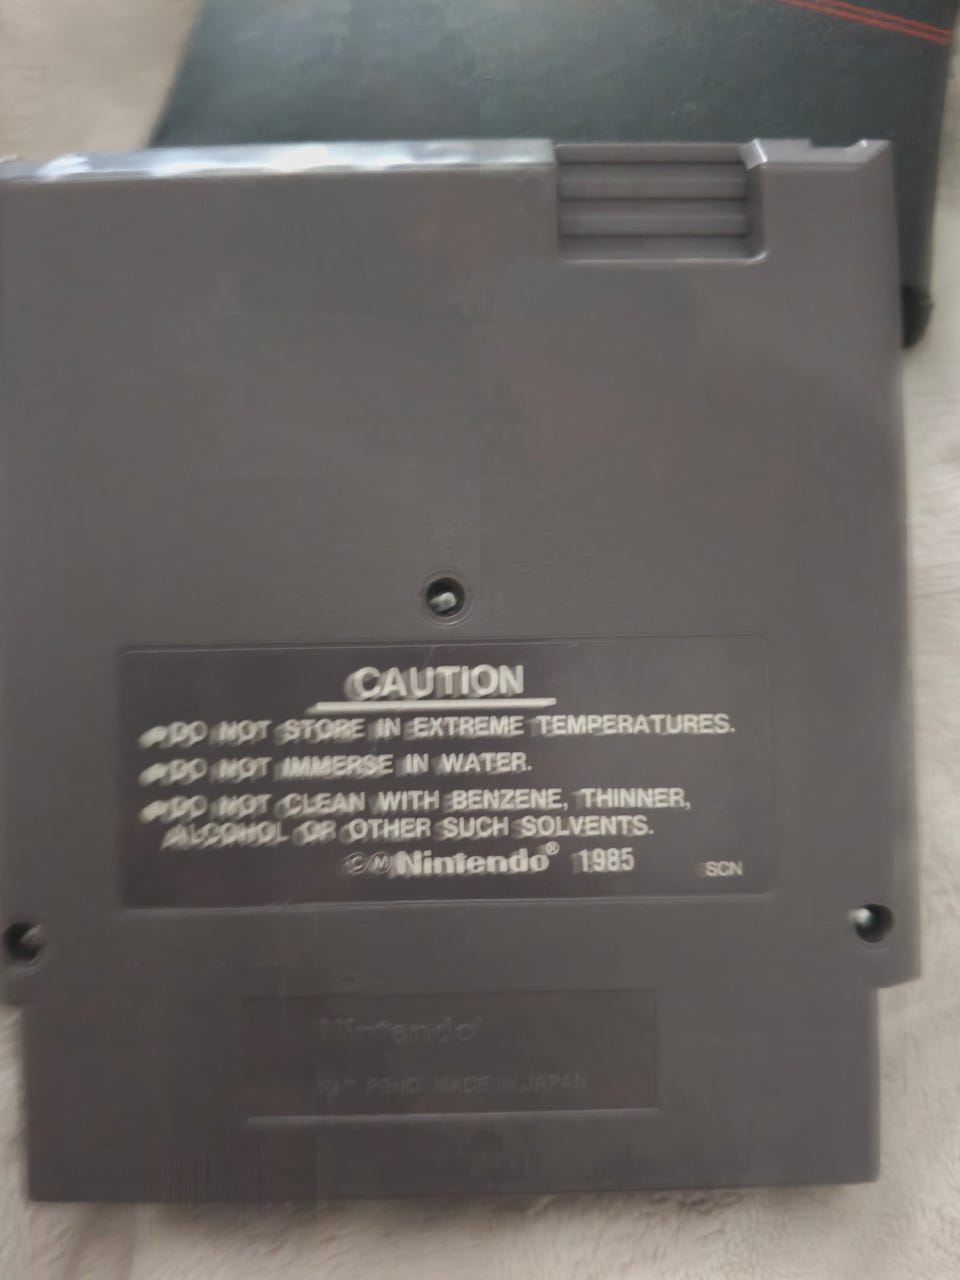 CAUTION
•DO NOT STORE IN EXTREME TEMPERATURES.
•DO NOT IMMERSE IN WATER.
•DO NOT CLEAN WITH BENZENE, THINNER,
ALCOHOL OR OTHER SUCH SOLVENTS.
©Ⓜ Nintendo® 1985
SCN
Nintendo®
PAT. PEND. MADE IN JAPAN